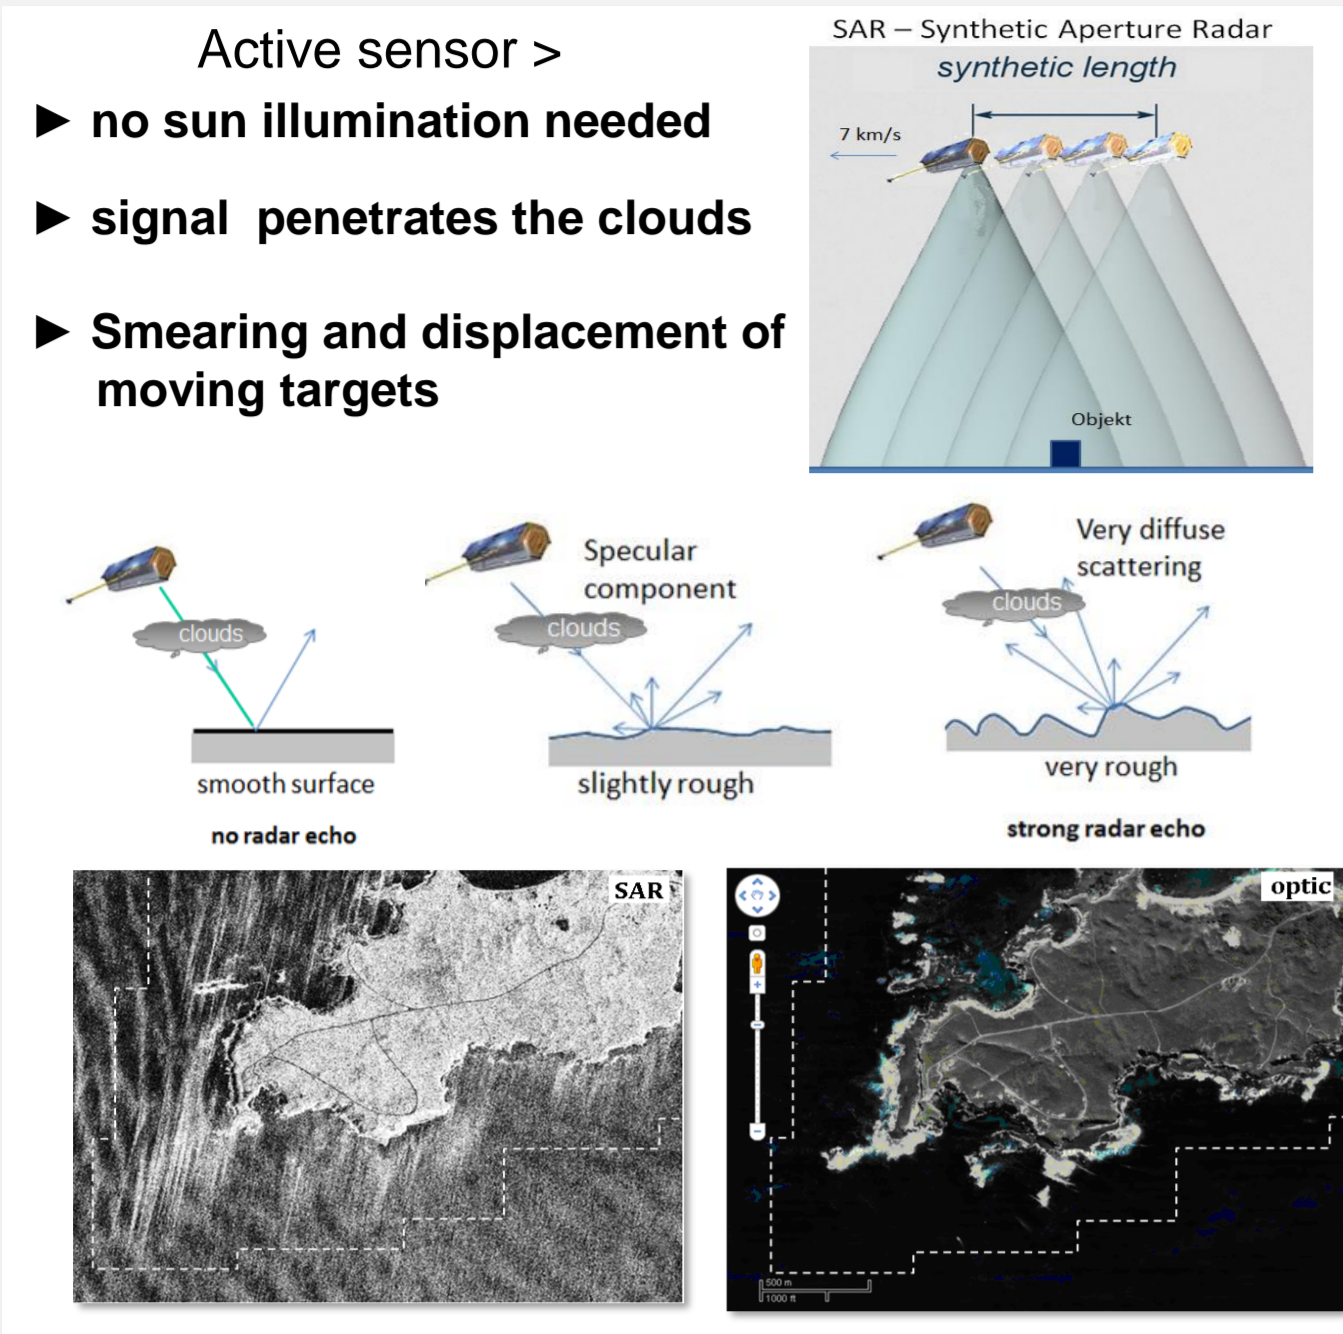 Active sensor >
► no sun illumination needed
► signal  penetrates the clouds
► Smearing and displacement of
moving targets
SAR – Synthetic Aperture Radar
synthetic length
7 km/s
Objekt
clouds
smooth surface
no radar echo
Specular
component
clouds
slightly rough
Very diffuse
scattering
clouds
very rough
strong radar echo
SAR
optic
500 m
1000 ft